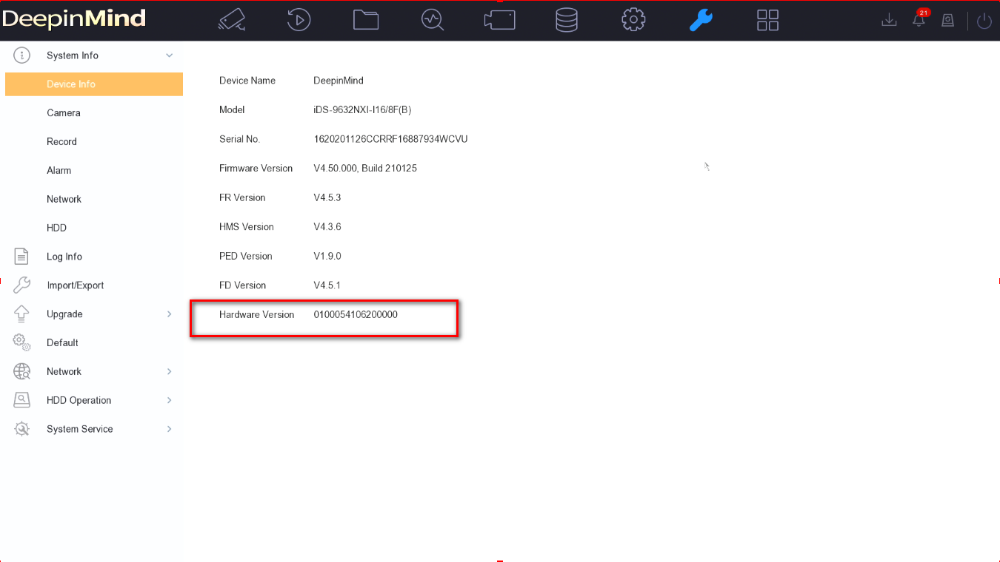 DeepinMind
21
System Info
Device Info
Camera
Record
Alarm
Network
HDD
Log Info
Import/Export
Upgrade
Default
Network
HDD Operation
System Service
Device Name DeepinMind
Model iDS-9632NXI-I16/8F(B)
Serial No. 1620201126CCRRF16887934WCVU
Firmware Version V4.50.000, Build 210125
FR Version V4.5.3
HMS Version V4.3.6
PED Version V1.9.0
FD Version V4.5.1
Hardware Version 0100054106200000